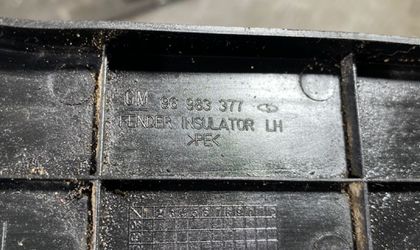 GM 96 983 377
FENDER INSULATOR LH
>PE<